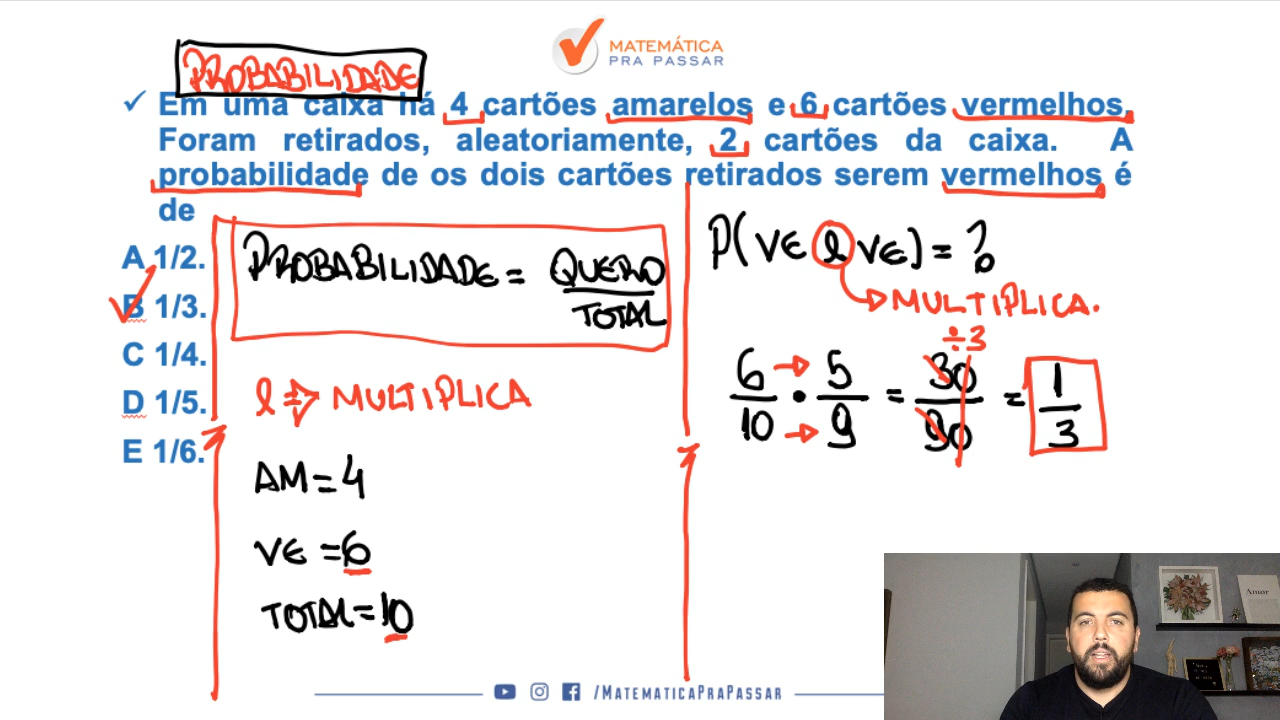 MATEMÁTICA
PRA PASSAR
PROBABILIDADE
✓ Em uma caixa há 4 cartões amarelos e 6 cartões vermelhos.
Foram retirados, aleatoriamente, 2 cartões da caixa. A
probabilidade de os dois cartões retirados serem vermelhos é
de
A 1/2.
B 1/3.
C 1/4.
D 1/5.
E 1/6.
PROBABILIDADE = QUERO
TOTAL
e => MULTIPLICA
AM = 4
VE = 6
TOTAL = 10
P(VE e VE) = ?
MULTIPLICA.
÷3
6/10 · 5/9 = 30/90 = 1/3
/MatematicaPraPassar
Amor